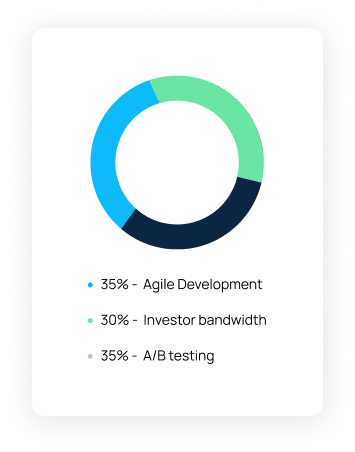 35% - Agile Development
30% - Investor bandwidth
35% - A/B testing